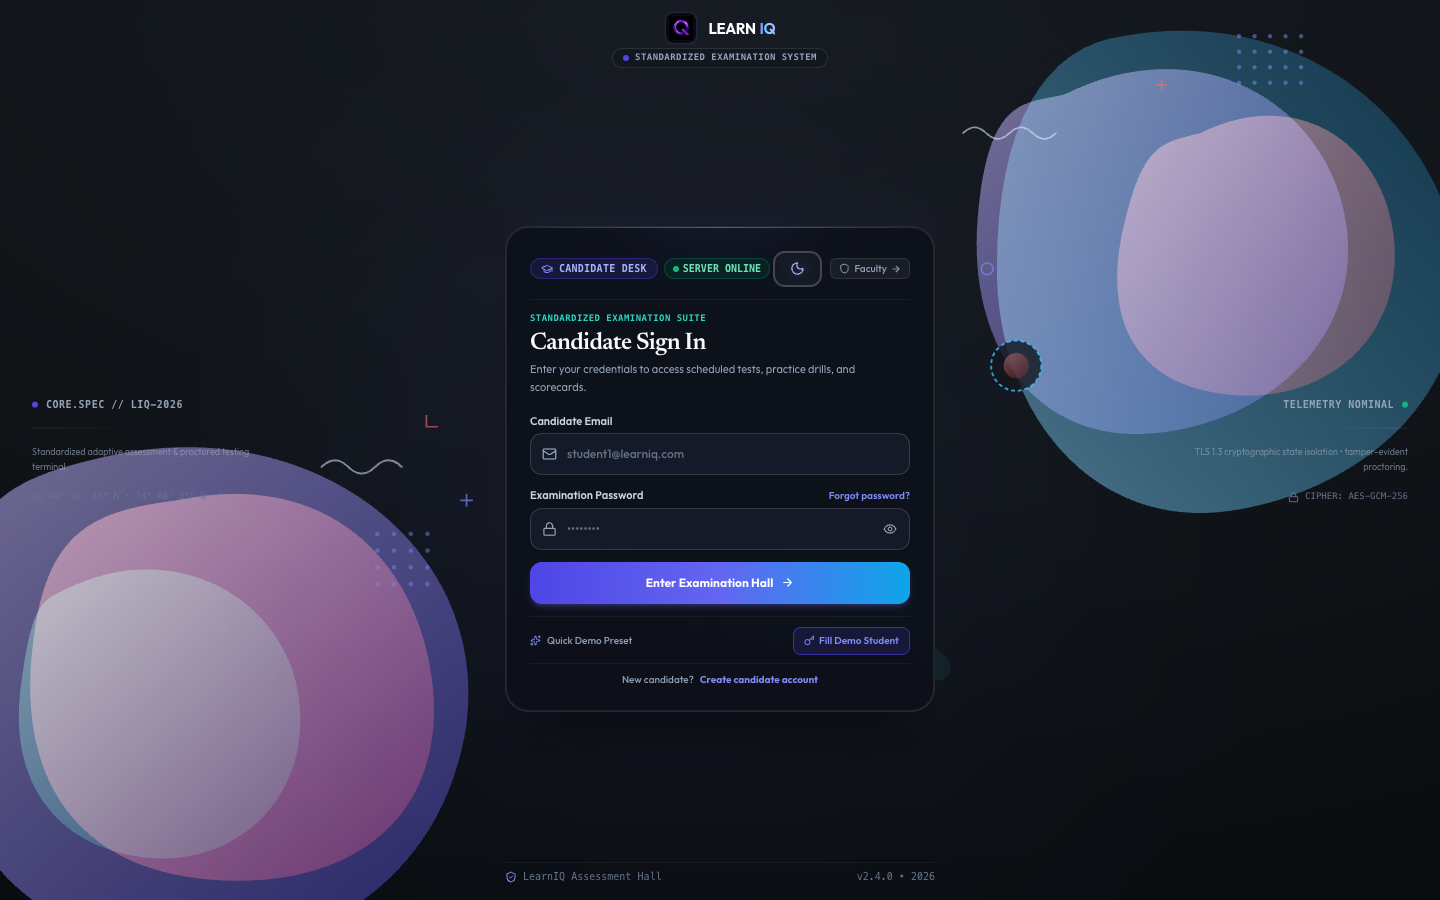 LEARN IQ
STANDARDIZED EXAMINATION SYSTEM
CANDIDATE DESK
SERVER ONLINE
Faculty →
STANDARDIZED EXAMINATION SUITE
Candidate Sign In
Enter your credentials to access scheduled tests, practice drills, and
scorecards.
Candidate Email
student1@learniq.com
Examination Password
Forgot password?
••••••••
Enter Examination Hall →
Quick Demo Preset
Fill Demo Student
New candidate? Create candidate account
CORE.SPEC // LIQ-2026
Standardized adaptive assessment & proctored testing
terminal.
TELEMETRY NOMINAL
TLS 1.3 cryptographic state isolation • tamper-evident
proctoring.
CIPHER: AES-GCM-256
LearnIQ Assessment Hall
v2.4.0 • 2026